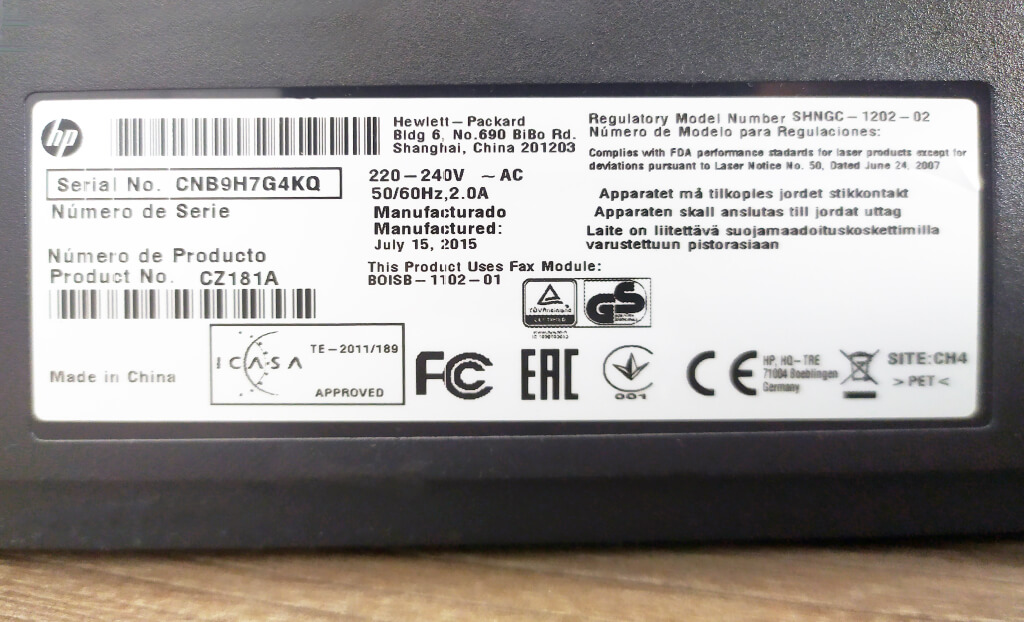 hp
Hewlett-Packard
Bldg 6, No.690 BiBo Rd.
Shanghai, China 201203
Regulatory Model Number SHNGC-1202-02
Número de Modelo para Regulaciones:
Complies with FDA performance stadards for laser products except for
deviations pursuant to Laser Notice No. 50, Dated June 24, 2007
Serial No. CNB9H7G4KQ
Número de Serie
220-240V ~ AC
50/60Hz,2.0A
Manufacturado
Manufactured:
July 15, 2015
Apparatet må tilkoples jordet stikkontakt
Apparaten skall anslutas till jordat uttag
Laite on liitettävä suojamaadoituskoskettimilla
varustettuun pistorasiaan
Número de Producto
Product No. CZ181A
This Product Uses Fax Module:
BOISB-1102-01
GS
Made in China
ICASA
TE-2011/189
APPROVED
FC
EAC
001
CE
HP, HQ-TRE
71004 Boeblingen
Germany
SITE:CH4
>PET<